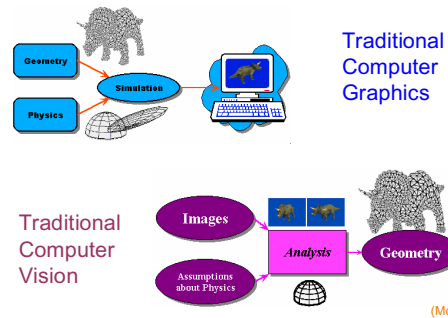 Geometry
Physics
Simulation
Traditional
Computer
Graphics
Traditional
Computer
Vision
Images
Assumptions
about Physics
Analysis
Geometry